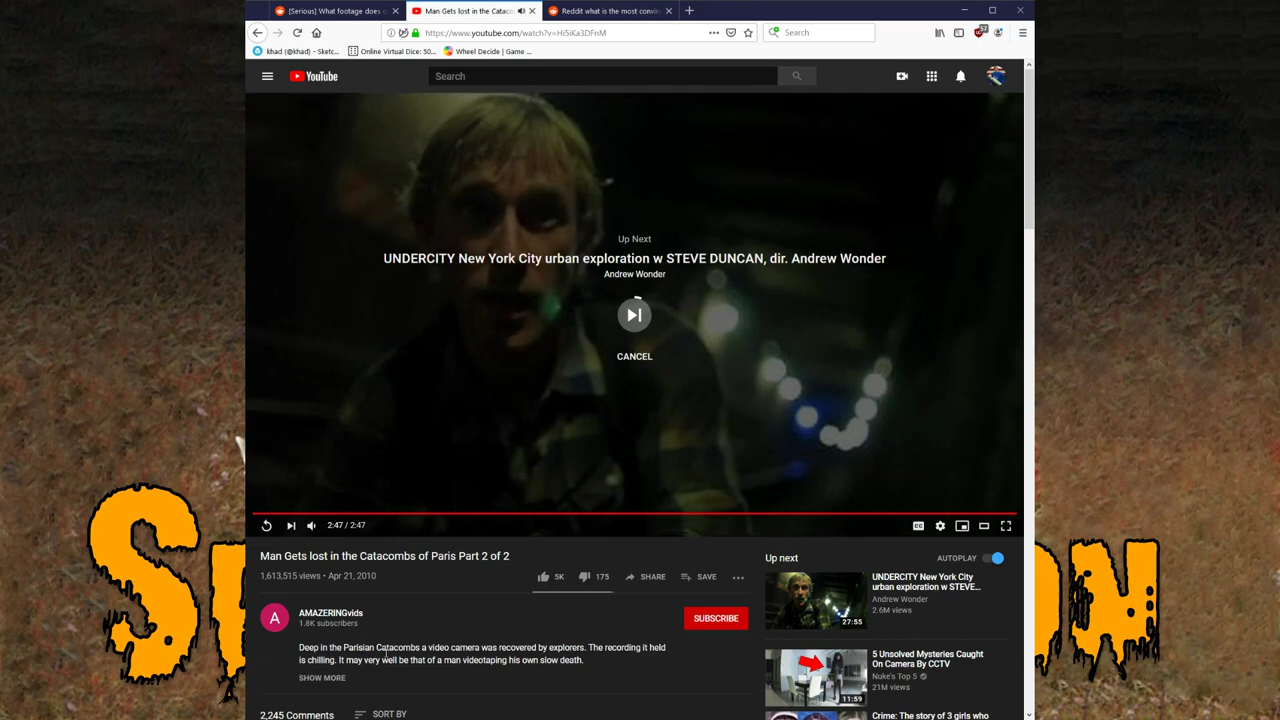 [Serious] What footage does c
Man Gets lost in the Cataco
Reddit what is the most convin
https://www.youtube.com/watch?v=Hi5iKa3DFnM
Search
57
khad (@khad) - Sketc...
Online Virtual Dice: 50...
Wheel Decide | Game ...
YouTube
Search
Up Next
UNDERCITY New York City urban exploration w STEVE DUNCAN, dir. Andrew Wonder
Andrew Wonder
CANCEL
2:47 / 2:47
CC
Man Gets lost in the Catacombs of Paris Part 2 of 2
1,613,515 views • Apr 21, 2010
5K
175
SHARE
SAVE
A
AMAZERINGvids
1.8K subscribers
SUBSCRIBE
Deep in the Parisian Catacombs a video camera was recovered by explorers. The recording it held
is chilling. It may very well be that of a man videotaping his own slow death.
SHOW MORE
2,245 Comments
SORT BY
Up next
AUTOPLAY
UNDERCITY New York City
urban exploration w STEVE...
Andrew Wonder
2.6M views
27:55
5 Unsolved Mysteries Caught
On Camera By CCTV
Nuke's Top 5
21M views
11:59
Crime: The story of 3 girls who